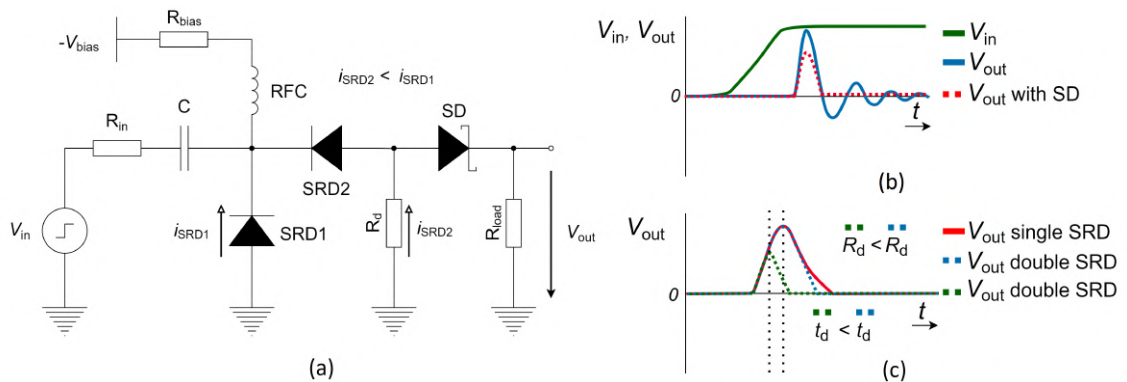 R_bias
-V_bias
RFC
i_SRD2 < i_SRD1
R_in
C
SD
SRD2
V_in
i_SRD1
SRD1
R_d
i_SRD2
R_load
V_out
(a)
V_in, V_out
0
t
V_in
V_out
V_out with SD
(b)
V_out
0
R_d < R_d
t_d < t_d
t
V_out single SRD
V_out double SRD
V_out double SRD
(c)